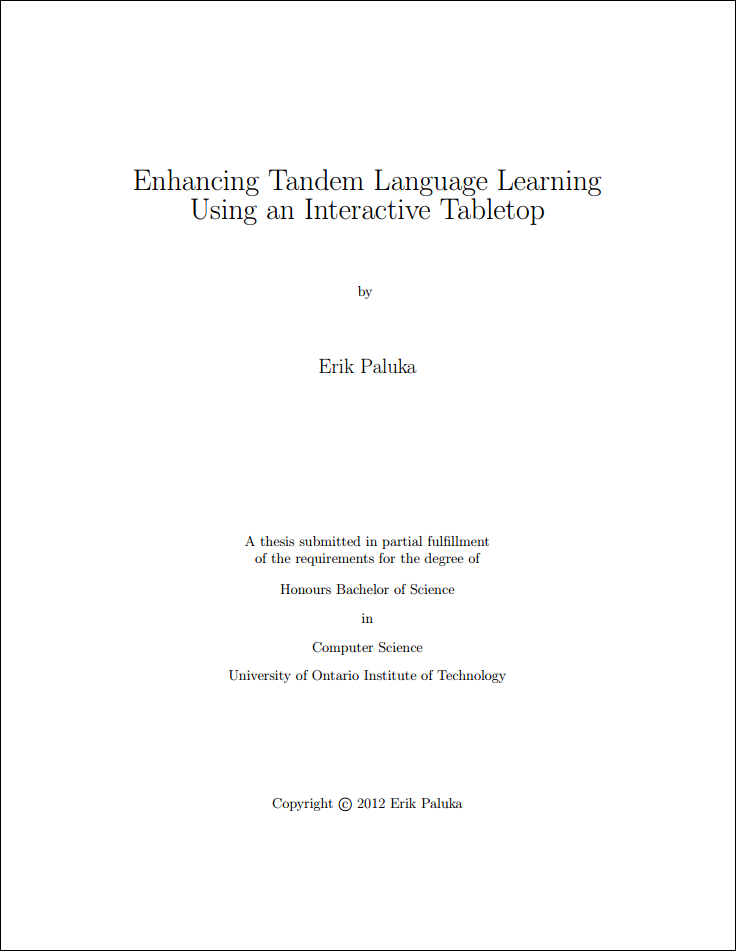 Enhancing Tandem Language Learning
Using an Interactive Tabletop
by
Erik Paluka
A thesis submitted in partial fulfillment
of the requirements for the degree of
Honours Bachelor of Science
in
Computer Science
University of Ontario Institute of Technology
Copyright © 2012 Erik Paluka